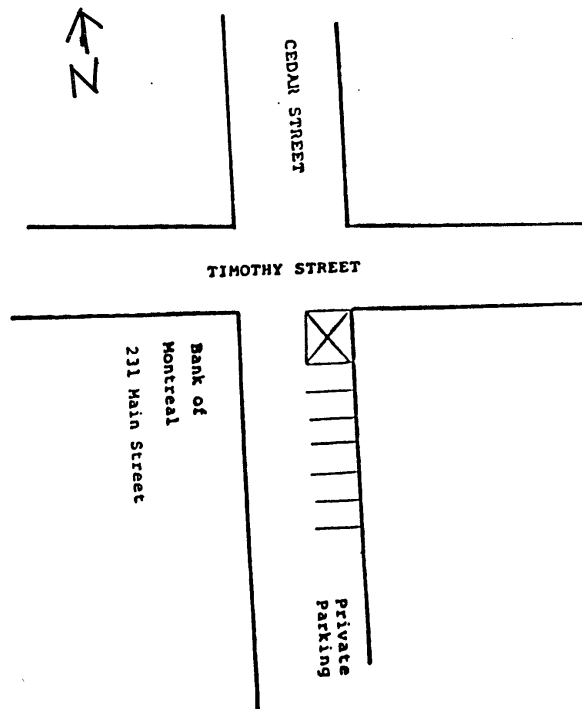 N
CEDAR STREET
TIMOTHY STREET
Bank of
Montreal
231 Main Street
Private
Parking